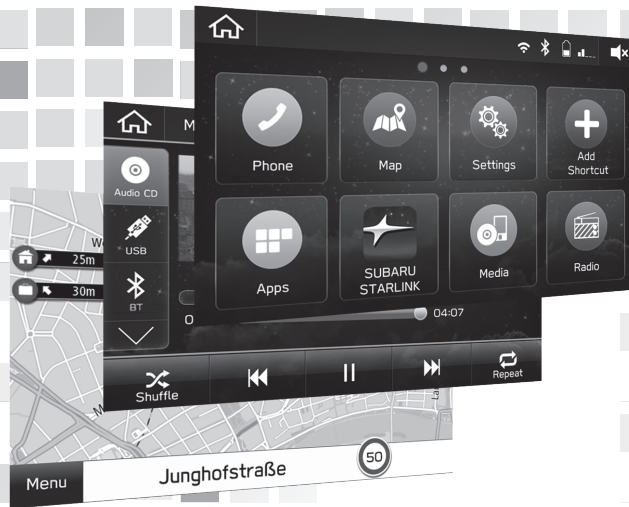 Phone
Map
Settings
Add
Shortcut
Apps
SUBARU
STARLINK
Media
Radio
Audio CD
USB
BT
04:07
Shuffle
Repeat
25m
30m
Menu
Junghofstraße
50